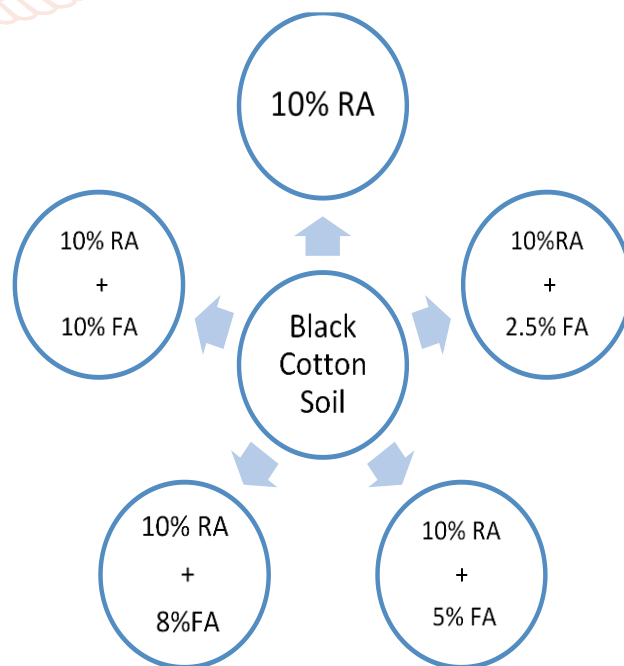 10% RA
10% RA
+
10% FA
10%RA
+
2.5% FA
Black
Cotton
Soil
10% RA
+
8%FA
10% RA
+
5% FA